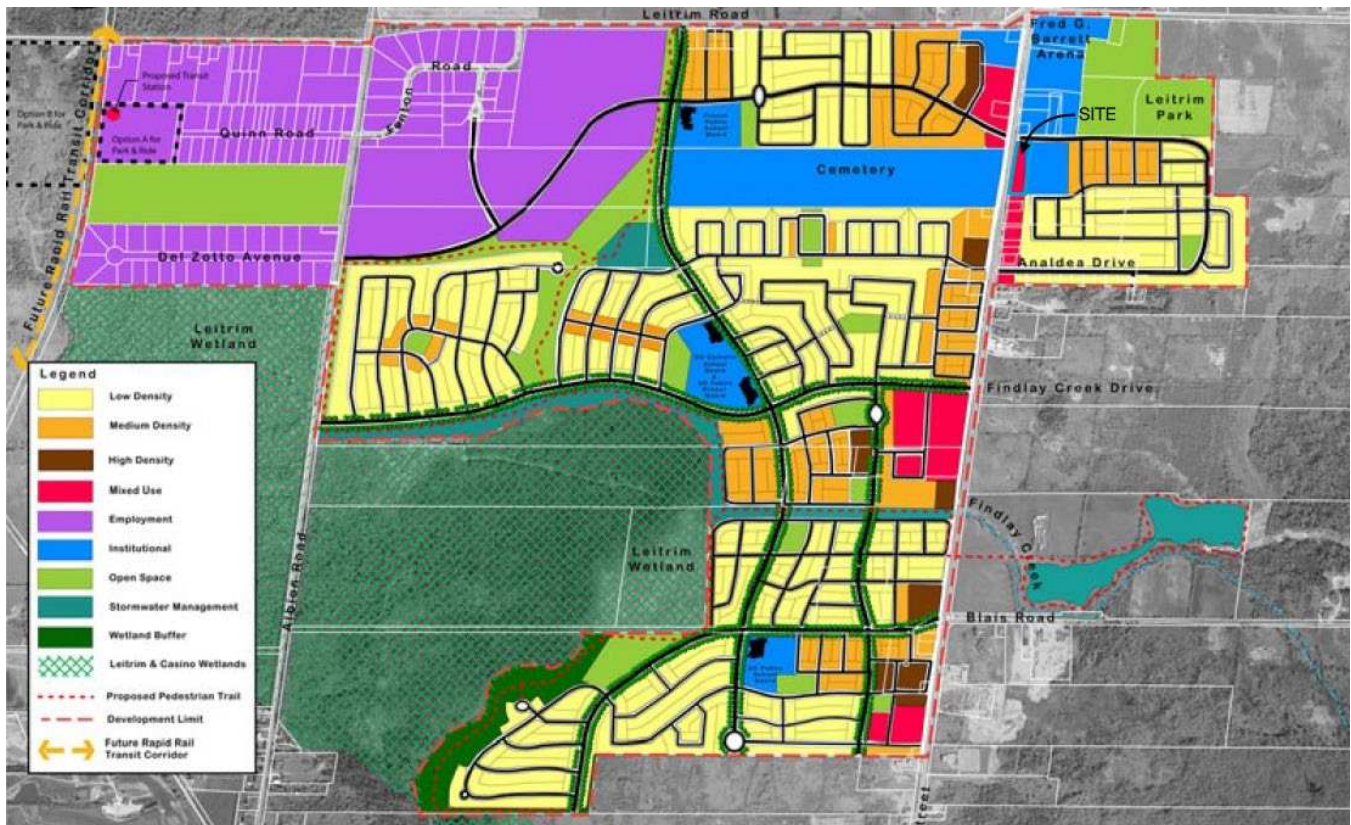 Leitrim Road
Fred G.
Barrett
Arena
Proposed Transit
Station
Road
Fenton
Leitrim
Park
SITE
Option B for
Park & Ride
Option A for
Park & Ride
Quinn Road
Cemetery
Future Rapid Rail Transit Corridor
Del Zotto Avenue
Analdea Drive
Leitrim
Wetland
Findlay Creek Drive
Legend
Low Density
Medium Density
High Density
Mixed Use
Employment
Institutional
Open Space
Stormwater Management
Wetland Buffer
Leitrim & Casino Wetlands
Proposed Pedestrian Trail
Development Limit
Future Rapid Rail
Transit Corridor
Albion Road
Leitrim
Wetland
Findlay Creek
Blais Road
Street